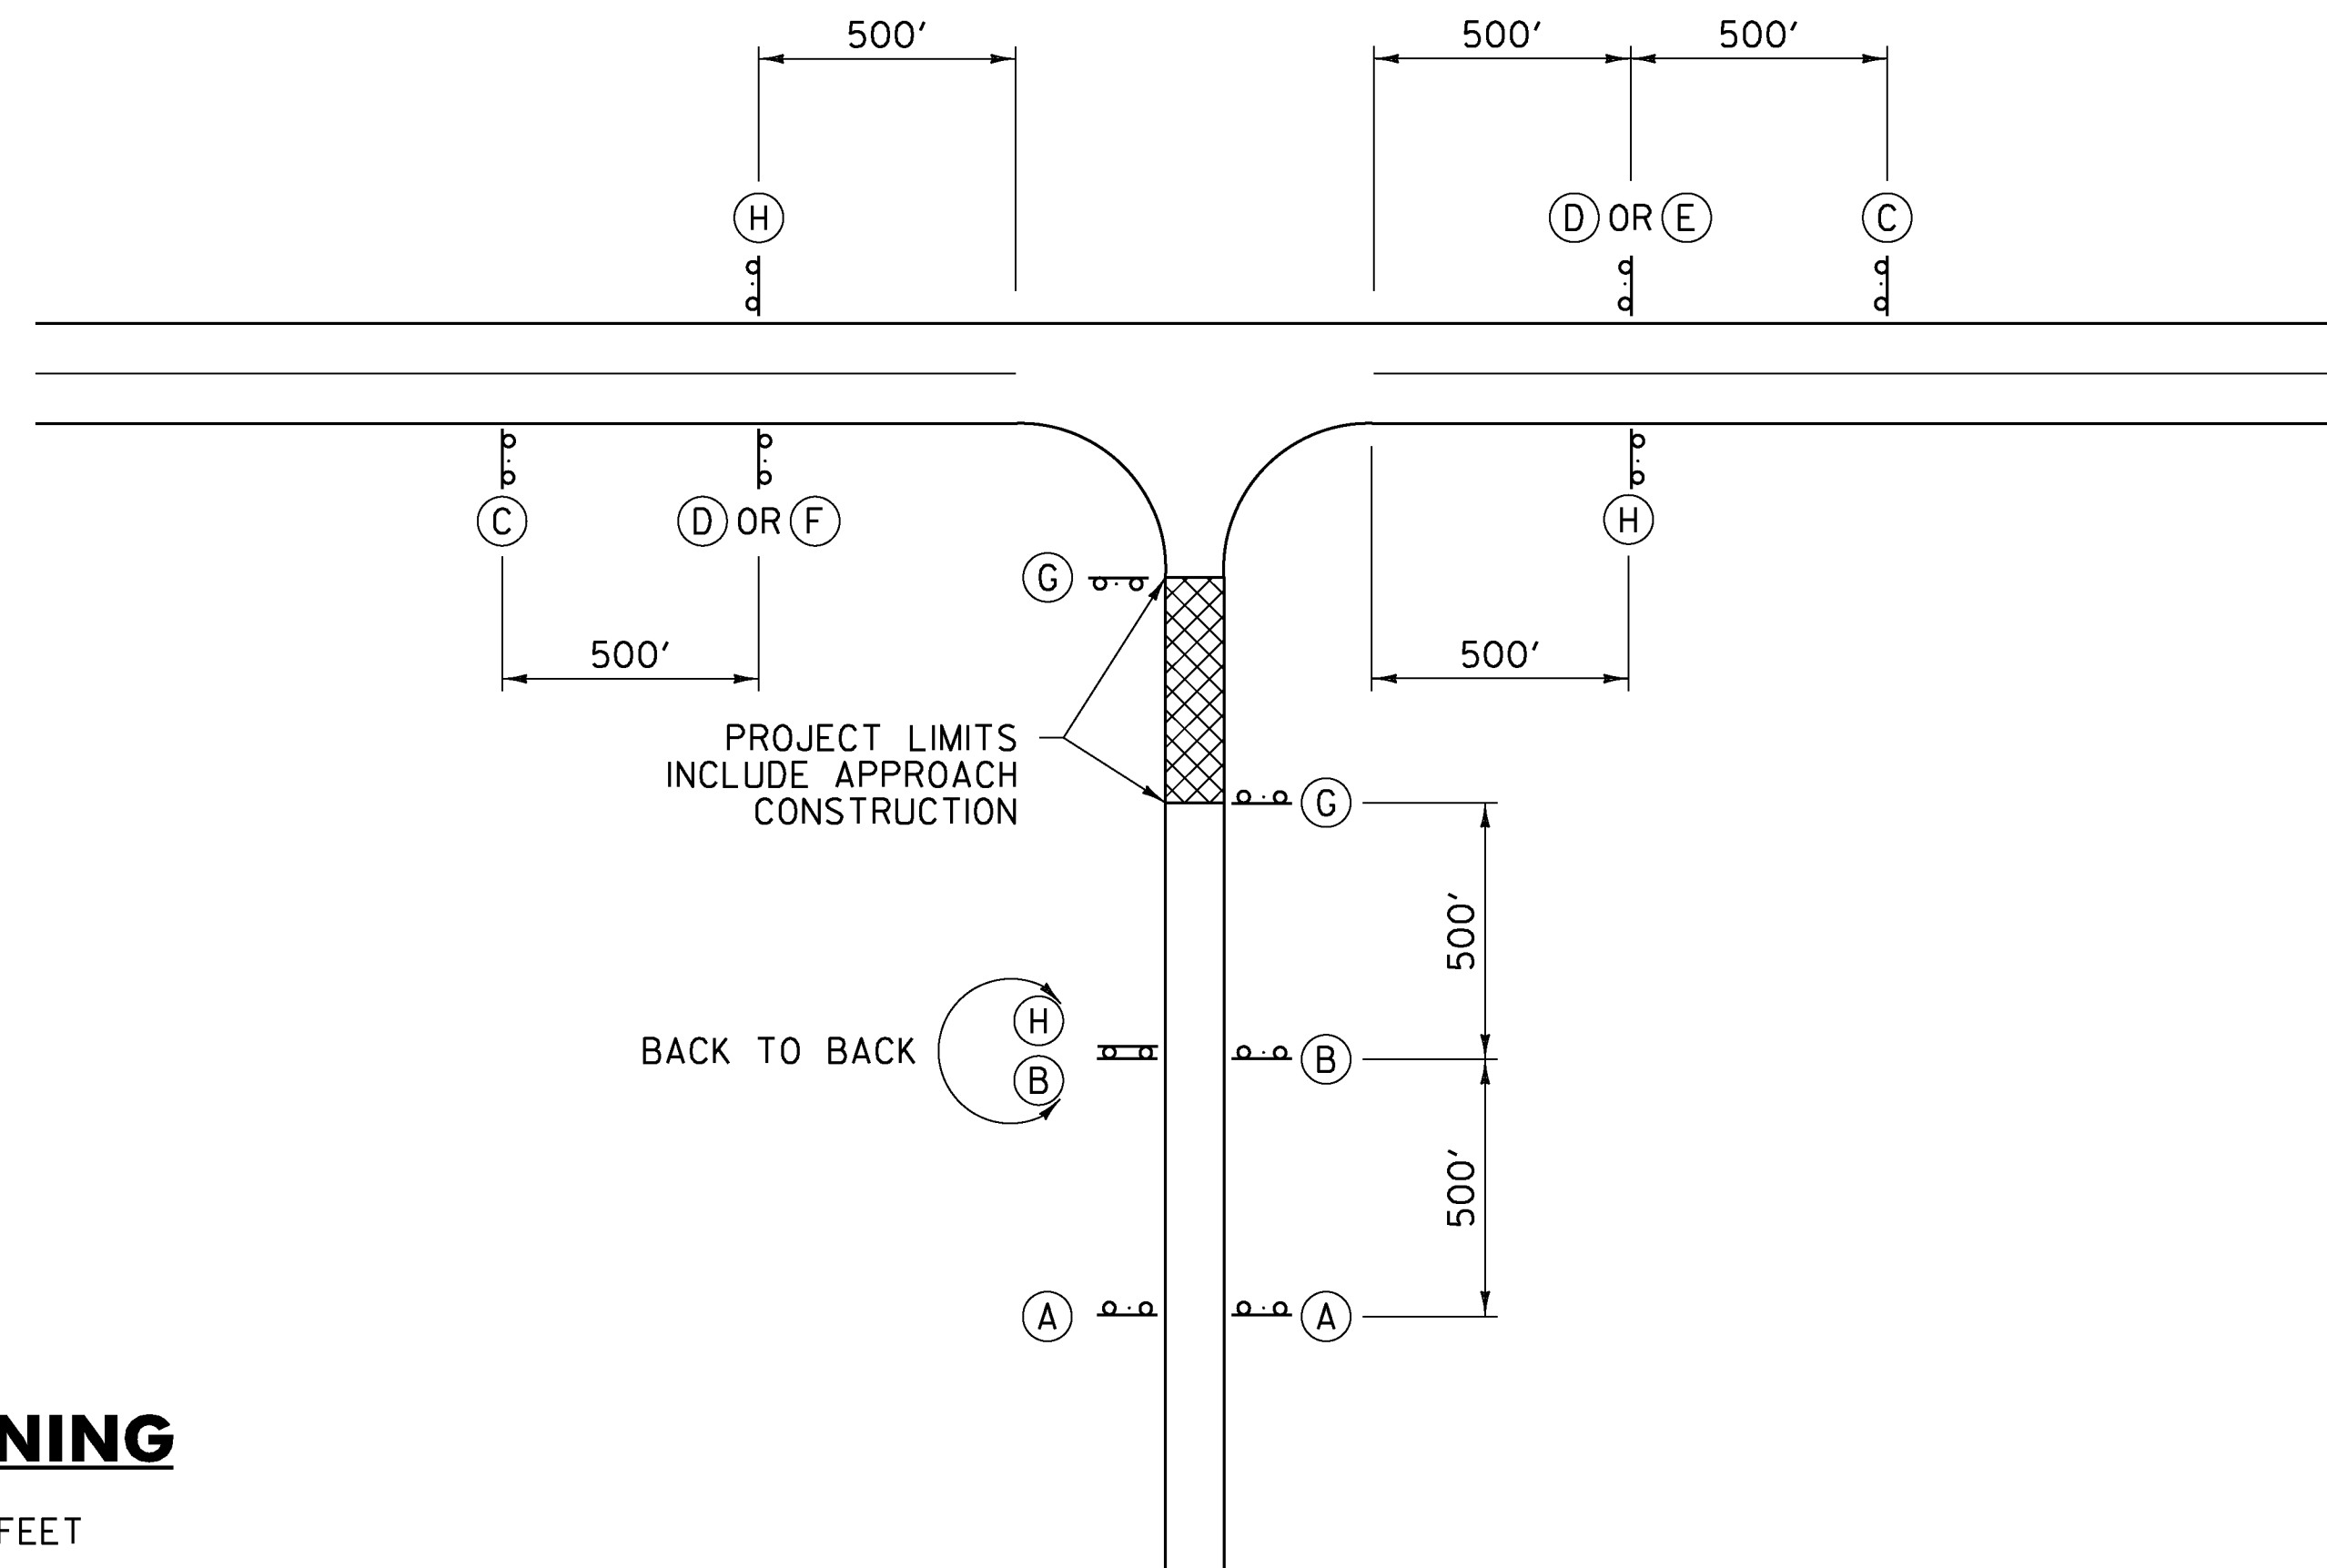 500' 500' 500'
H D OR E C
C D OR F H
G
500' 500'
PROJECT LIMITS
INCLUDE APPROACH
CONSTRUCTION
G
500'
H
BACK TO BACK
B
B
500'
A A
NING
FEET